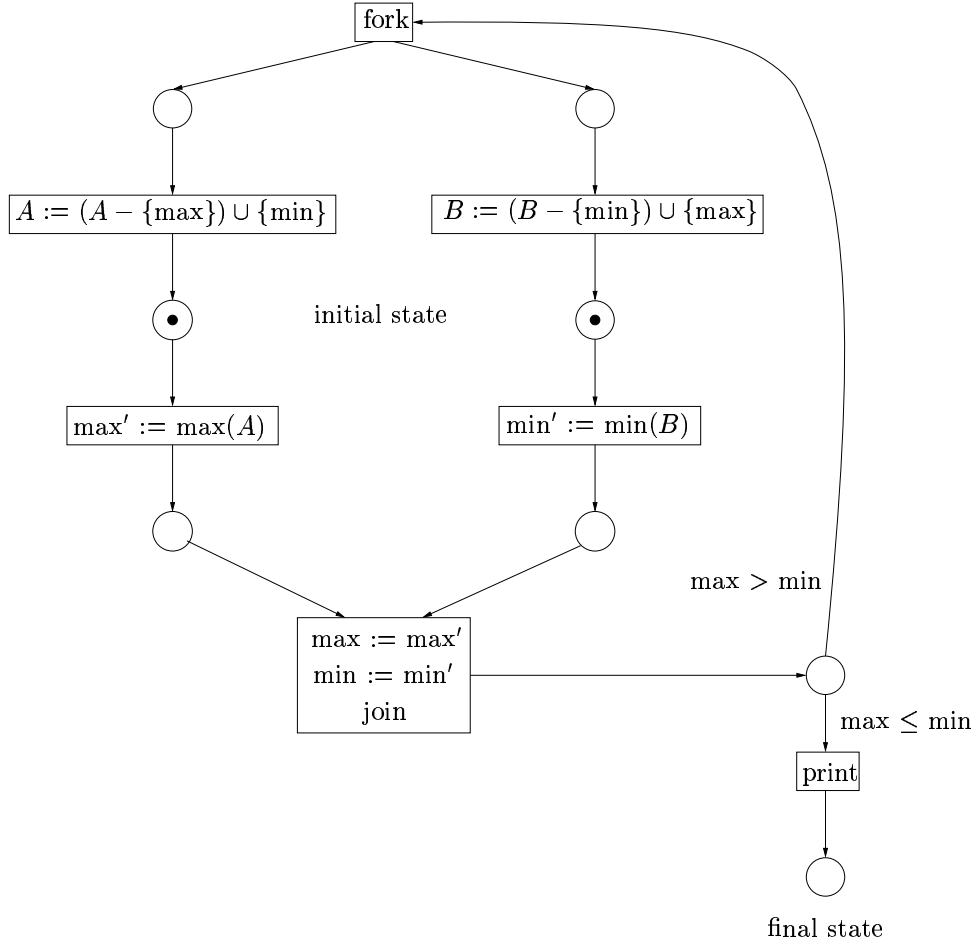 fork
A := (A − {max}) ∪ {min}
B := (B − {min}) ∪ {max}
initial state
max′ := max(A)
min′ := min(B)
max > min
max := max′
min := min′
join
max ≤ min
print
final state